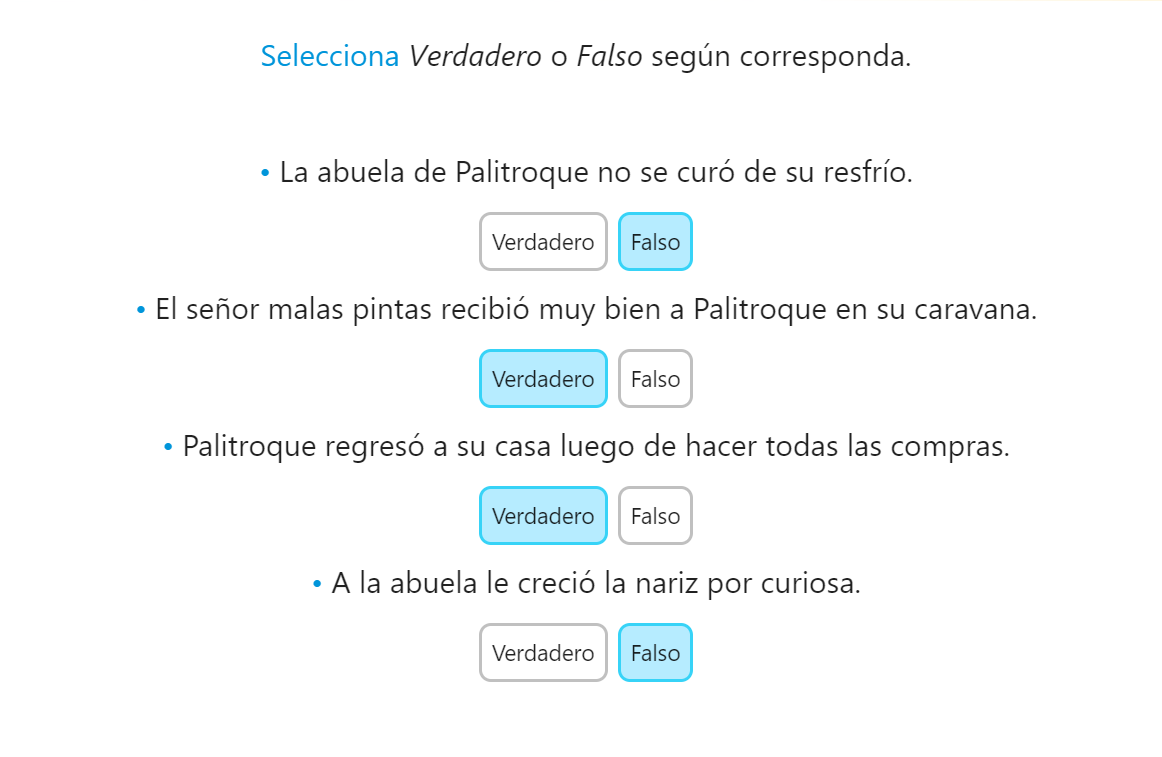 Selecciona Verdadero o Falso según corresponda.
• La abuela de Palitroque no se curó de su resfrío.
Verdadero Falso
• El señor malas pintas recibió muy bien a Palitroque en su caravana.
Verdadero Falso
• Palitroque regresó a su casa luego de hacer todas las compras.
Verdadero Falso
• A la abuela le creció la nariz por curiosa.
Verdadero Falso